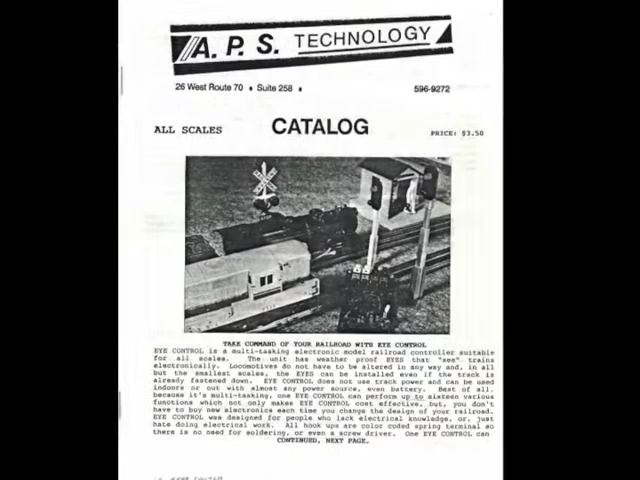 A. P. S. TECHNOLOGY
26 West Route 70 • Suite 258 • 596-9272
ALL SCALES CATALOG PRICE: $3.50
TAKE COMMAND OF YOUR RAILROAD WITS EYE CONTROL
EYE CONTROL is a multi-tasking electronic model railroad controller suitable
for all scales. The unit has weather proof EYES that "see" trains
electronically. Locomotives do not have to be altered in any way and, in all
but the smallest scales, the EYES can be installed even if the track is
already fastened down. EYE CONTROL does not use track power and can be used
indoors or out with almost any power source, even battery. Best of all,
because it's multi-tasking, one EYE CONTROL can perform up to sixteen various
functions which not only makes EYE CONTROL cost effective, but, you don't
have to buy new electronics each time you change the design of your railroad.
EYE CONTROL was designed for people who lack electrical knowledge, or, just
hate doing electrical work. All hook ups are color coded spring terminal so
there is no need for soldering, or even a screw driver. One EYE CONTROL can
CONTINUED, NEXT PAGE.